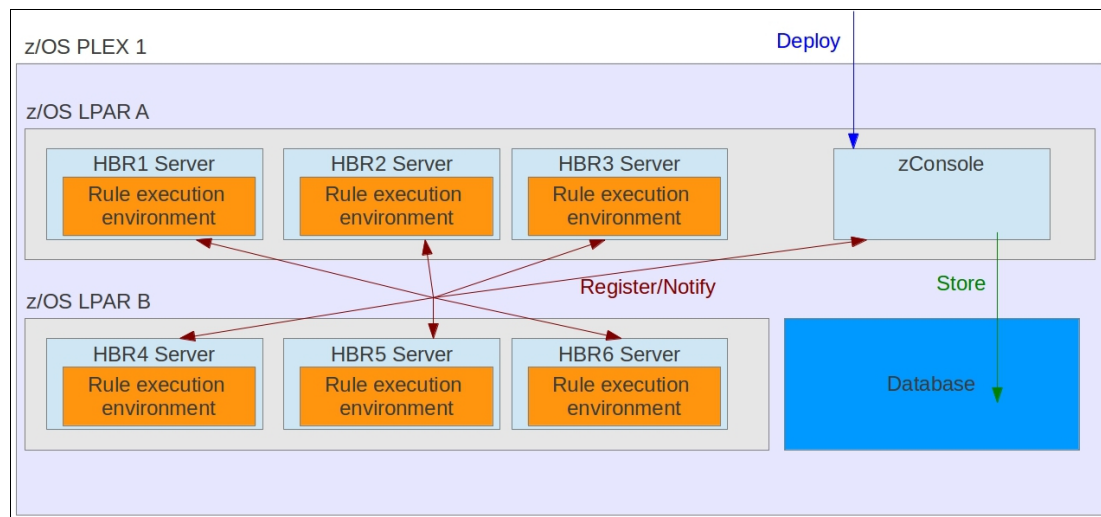 z/OS PLEX 1
Deploy
z/OS LPAR A
HBR1 Server
Rule execution
environment
HBR2 Server
Rule execution
environment
HBR3 Server
Rule execution
environment
zConsole
Register/Notify
Store
z/OS LPAR B
HBR4 Server
Rule execution
environment
HBR5 Server
Rule execution
environment
HBR6 Server
Rule execution
environment
Database